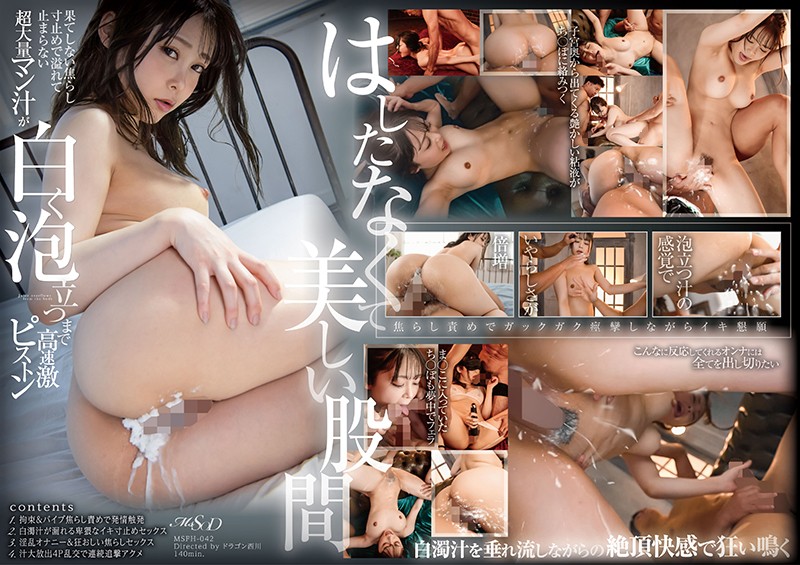 果てしない焦らし
寸止めで溢れて
止まらない
超大量マン汁が
白く泡立つまで
高速激ピストン
はしたなくて
美しい股間
子宮奥から出てくる艶かしい粘液が
ち○ぽに絡みつく
泡立つ汁の
感覚で
いやらしさが
倍増
焦らし責めでガックガク痙攣しながらイキ懇願
ま○こに入っていた
ち○ぽも夢中でフェラ
こんなに反応してくれるオンナには
全てを出し切りたい
白濁汁を垂れ流しながらの絶頂快感で狂い鳴く
contents
1.拘束&バイブ焦らし責めで発情触発
2.白濁汁が漏れる卑猥なイキ寸止めセックス
3.淫乱オナニー&狂おしい焦らしセックス
4.汁大放出4P乱交で連続追撃アクメ
MSFH-042
Directed by ドラゴン西川
140min.